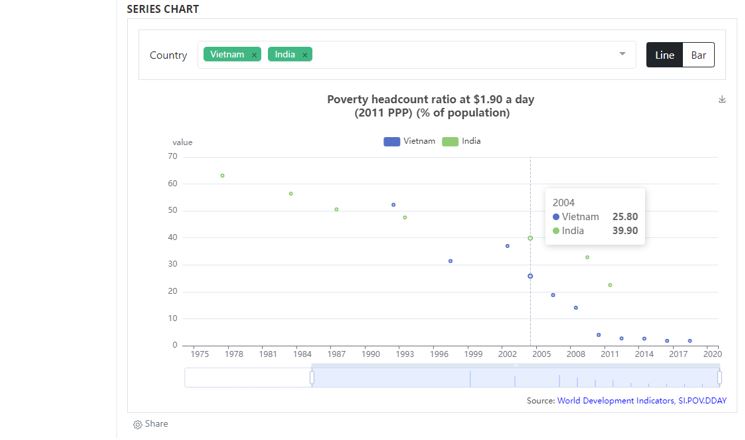 SERIES CHART
Country
Vietnam ×
India ×
Line
Bar
Poverty headcount ratio at $1.90 a day
(2011 PPP) (% of population)
Vietnam
India
value
70
60
50
40
30
20
10
0
2004
Vietnam 25.80
India 39.90
1975 1978 1981 1984 1987 1990 1993 1996 1999 2002 2005 2008 2011 2014 2017 2020
Source: World Development Indicators, SI.POV.DDAY
Share